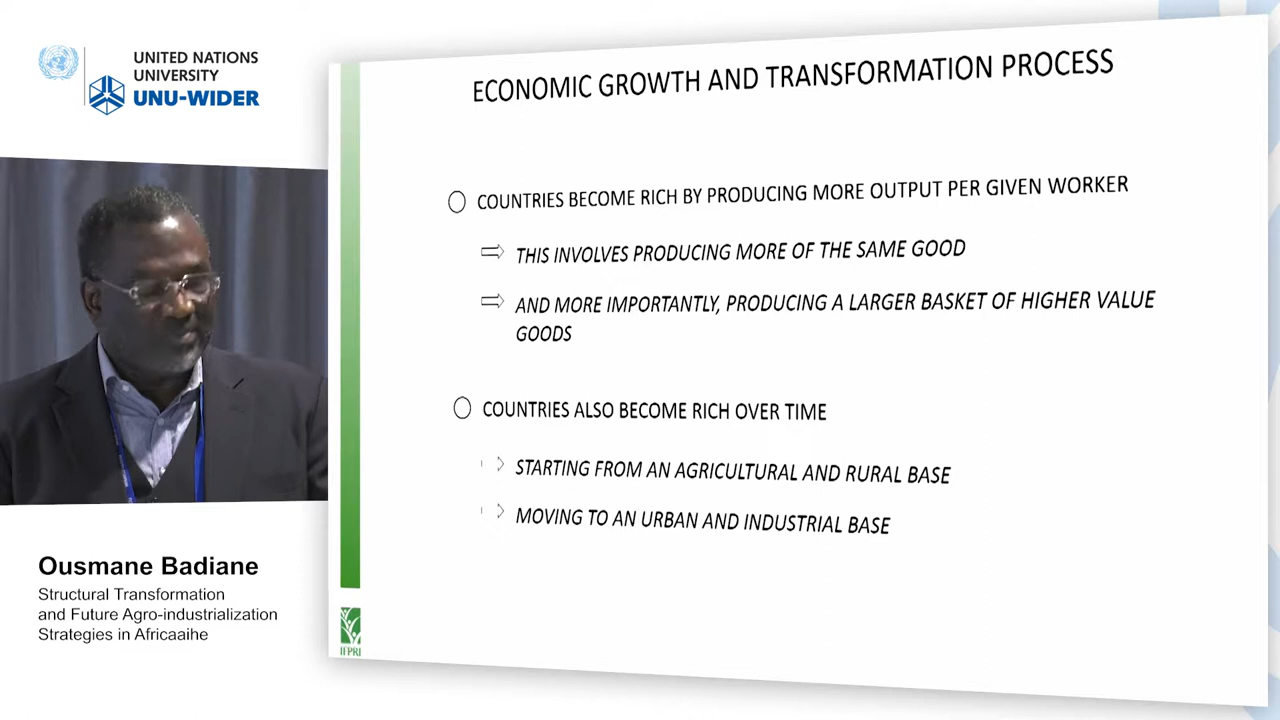 UNITED NATIONS
UNIVERSITY
UNU-WIDER
ECONOMIC GROWTH AND TRANSFORMATION PROCESS
COUNTRIES BECOME RICH BY PRODUCING MORE OUTPUT PER GIVEN WORKER
THIS INVOLVES PRODUCING MORE OF THE SAME GOOD
AND MORE IMPORTANTLY, PRODUCING A LARGER BASKET OF HIGHER VALUE
GOODS
COUNTRIES ALSO BECOME RICH OVER TIME
STARTING FROM AN AGRICULTURAL AND RURAL BASE
MOVING TO AN URBAN AND INDUSTRIAL BASE
IFPRI
Ousmane Badiane
Structural Transformation
and Future Agro-industrialization
Strategies in Africaaihe